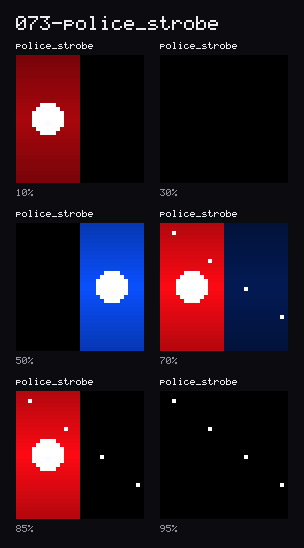 073-police_strobe
police_strobe
police_strobe
10%
30%
police_strobe
police_strobe
50%
70%
police_strobe
police_strobe
85%
95%